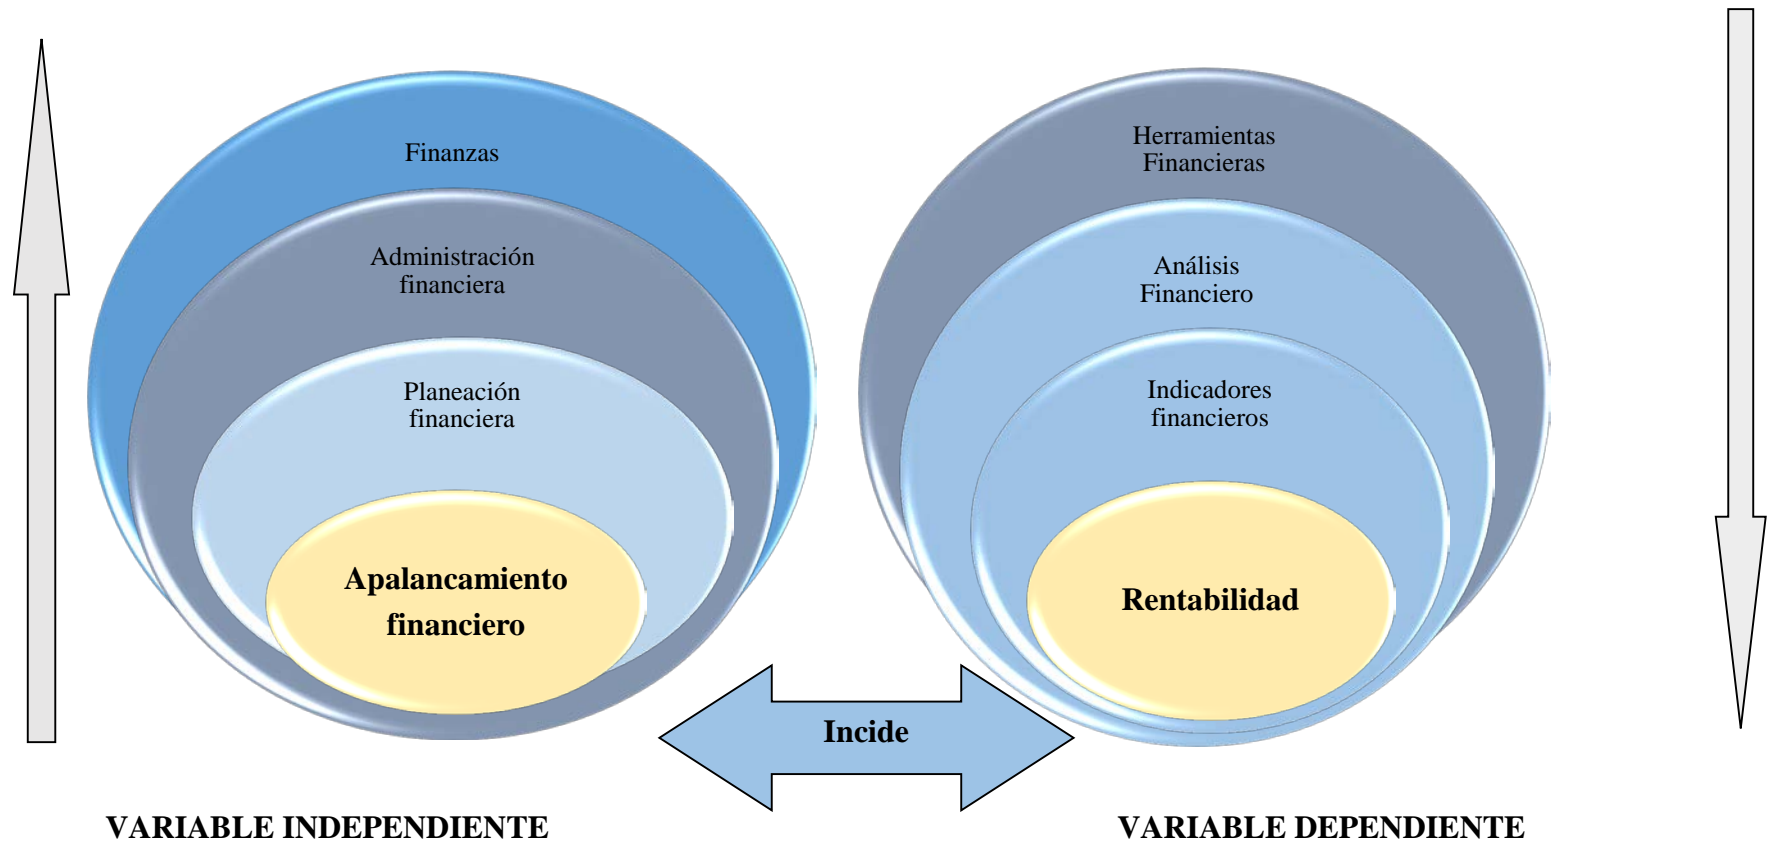 Finanzas
Administración
financiera
Planeación
financiera
Apalancamiento
financiero
Herramientas
Financieras
Análisis
Financiero
Indicadores
financieros
Rentabilidad
Incide
VARIABLE INDEPENDIENTE
VARIABLE DEPENDIENTE